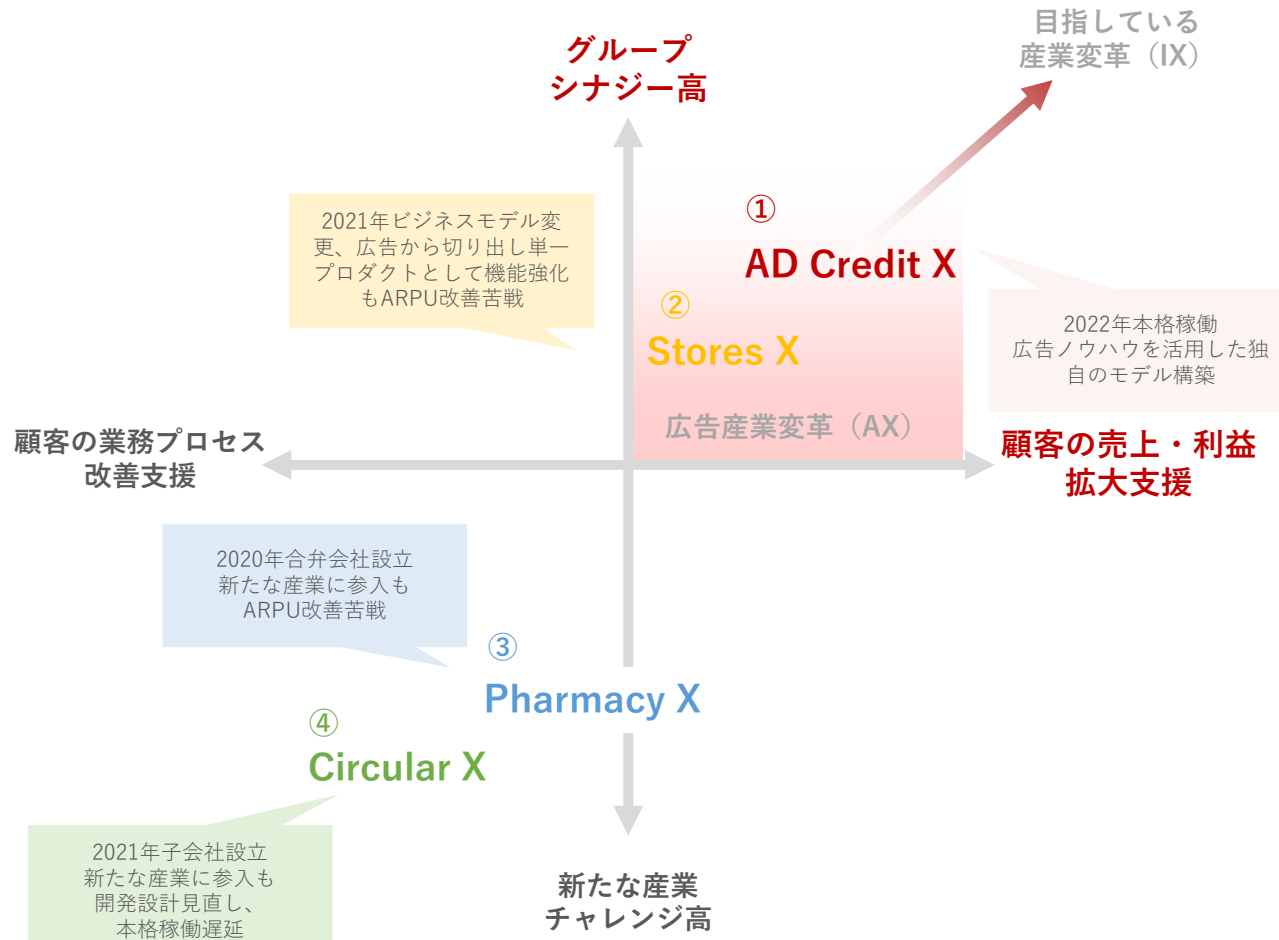 目指している
産業変革（IX）
グループ
シナジー高
①
AD Credit X
2021年ビジネスモデル変
更、広告から切り出し単一
プロダクトとして機能強化
もARPU改善苦戦
②
Stores X
2022年本格稼働
広告ノウハウを活用した独
自のモデル構築
広告産業変革（AX）
顧客の業務プロセス
改善支援
顧客の売上・利益
拡大支援
2020年合弁会社設立
新たな産業に参入も
ARPU改善苦戦
③
Pharmacy X
④
Circular X
2021年子会社設立
新たな産業に参入も
開発設計見直し、
本格稼働遅延
新たな産業
チャレンジ高